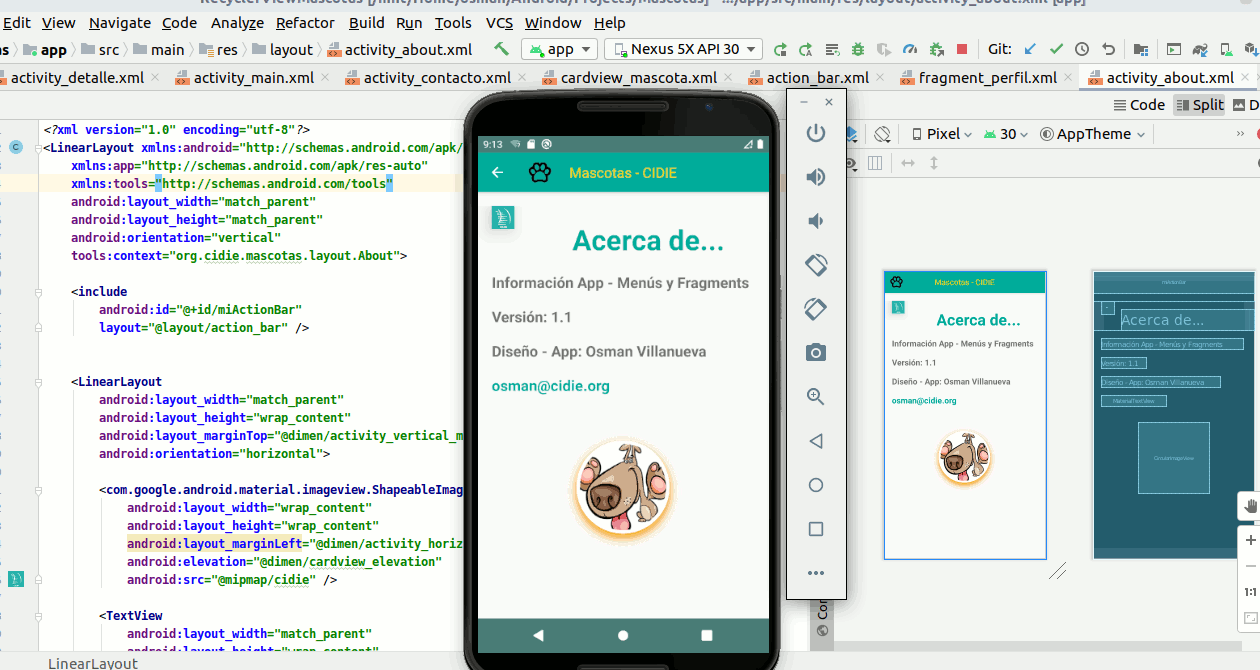 RecyclerViewMascotas [/mnt/Home/osman/Android/Projects/Mascotas] - .../app/src/main/res/layout/activity_about.xml [app]
Edit View Navigate Code Analyze Refactor Build Run Tools VCS Window Help
app src main res layout activity_about.xml app Nexus 5X API 30 Git:
activity_detalle.xml activity_main.xml activity_contacto.xml cardview_mascota.xml action_bar.xml fragment_perfil.xml activity_about.xml
Code Split
Pixel 30 AppTheme
<?xml version="1.0" encoding="utf-8"?>
<LinearLayout xmlns:android="http://schemas.android.com/apk/
xmlns:app="http://schemas.android.com/apk/res-auto"
xmlns:tools="http://schemas.android.com/tools"
android:layout_width="match_parent"
android:layout_height="match_parent"
android:orientation="vertical"
tools:context="org.cidie.mascotas.layout.About">
<include
android:id="@+id/miActionBar"
layout="@layout/action_bar" />
<LinearLayout
android:layout_width="match_parent"
android:layout_height="wrap_content"
android:layout_marginTop="@dimen/activity_vertical_m
android:orientation="horizontal">
<com.google.android.material.imageview.ShapeableImag
android:layout_width="wrap_content"
android:layout_height="wrap_content"
android:layout_marginLeft="@dimen/activity_horiz
android:elevation="@dimen/cardview_elevation"
android:src="@mipmap/cidie" />
<TextView
android:layout_width="match_parent"
android:layout_height="wrap_content"
LinearLayout
9:13
Mascotas - CIDIE
Acerca de...
Información App - Menús y Fragments
Versión: 1.1
Diseño - App: Osman Villanueva
osman@cidie.org
Mascotas - CIDIE
Acerca de...
Información App - Menús y Fragments
Versión: 1.1
Diseño - App: Osman Villanueva
osman@cidie.org
Acerca de...
Información App - Menús y Fragments
Versión: 1.1
Diseño - App: Osman Villanueva
MaterialTextView
CircularImageView
1:1